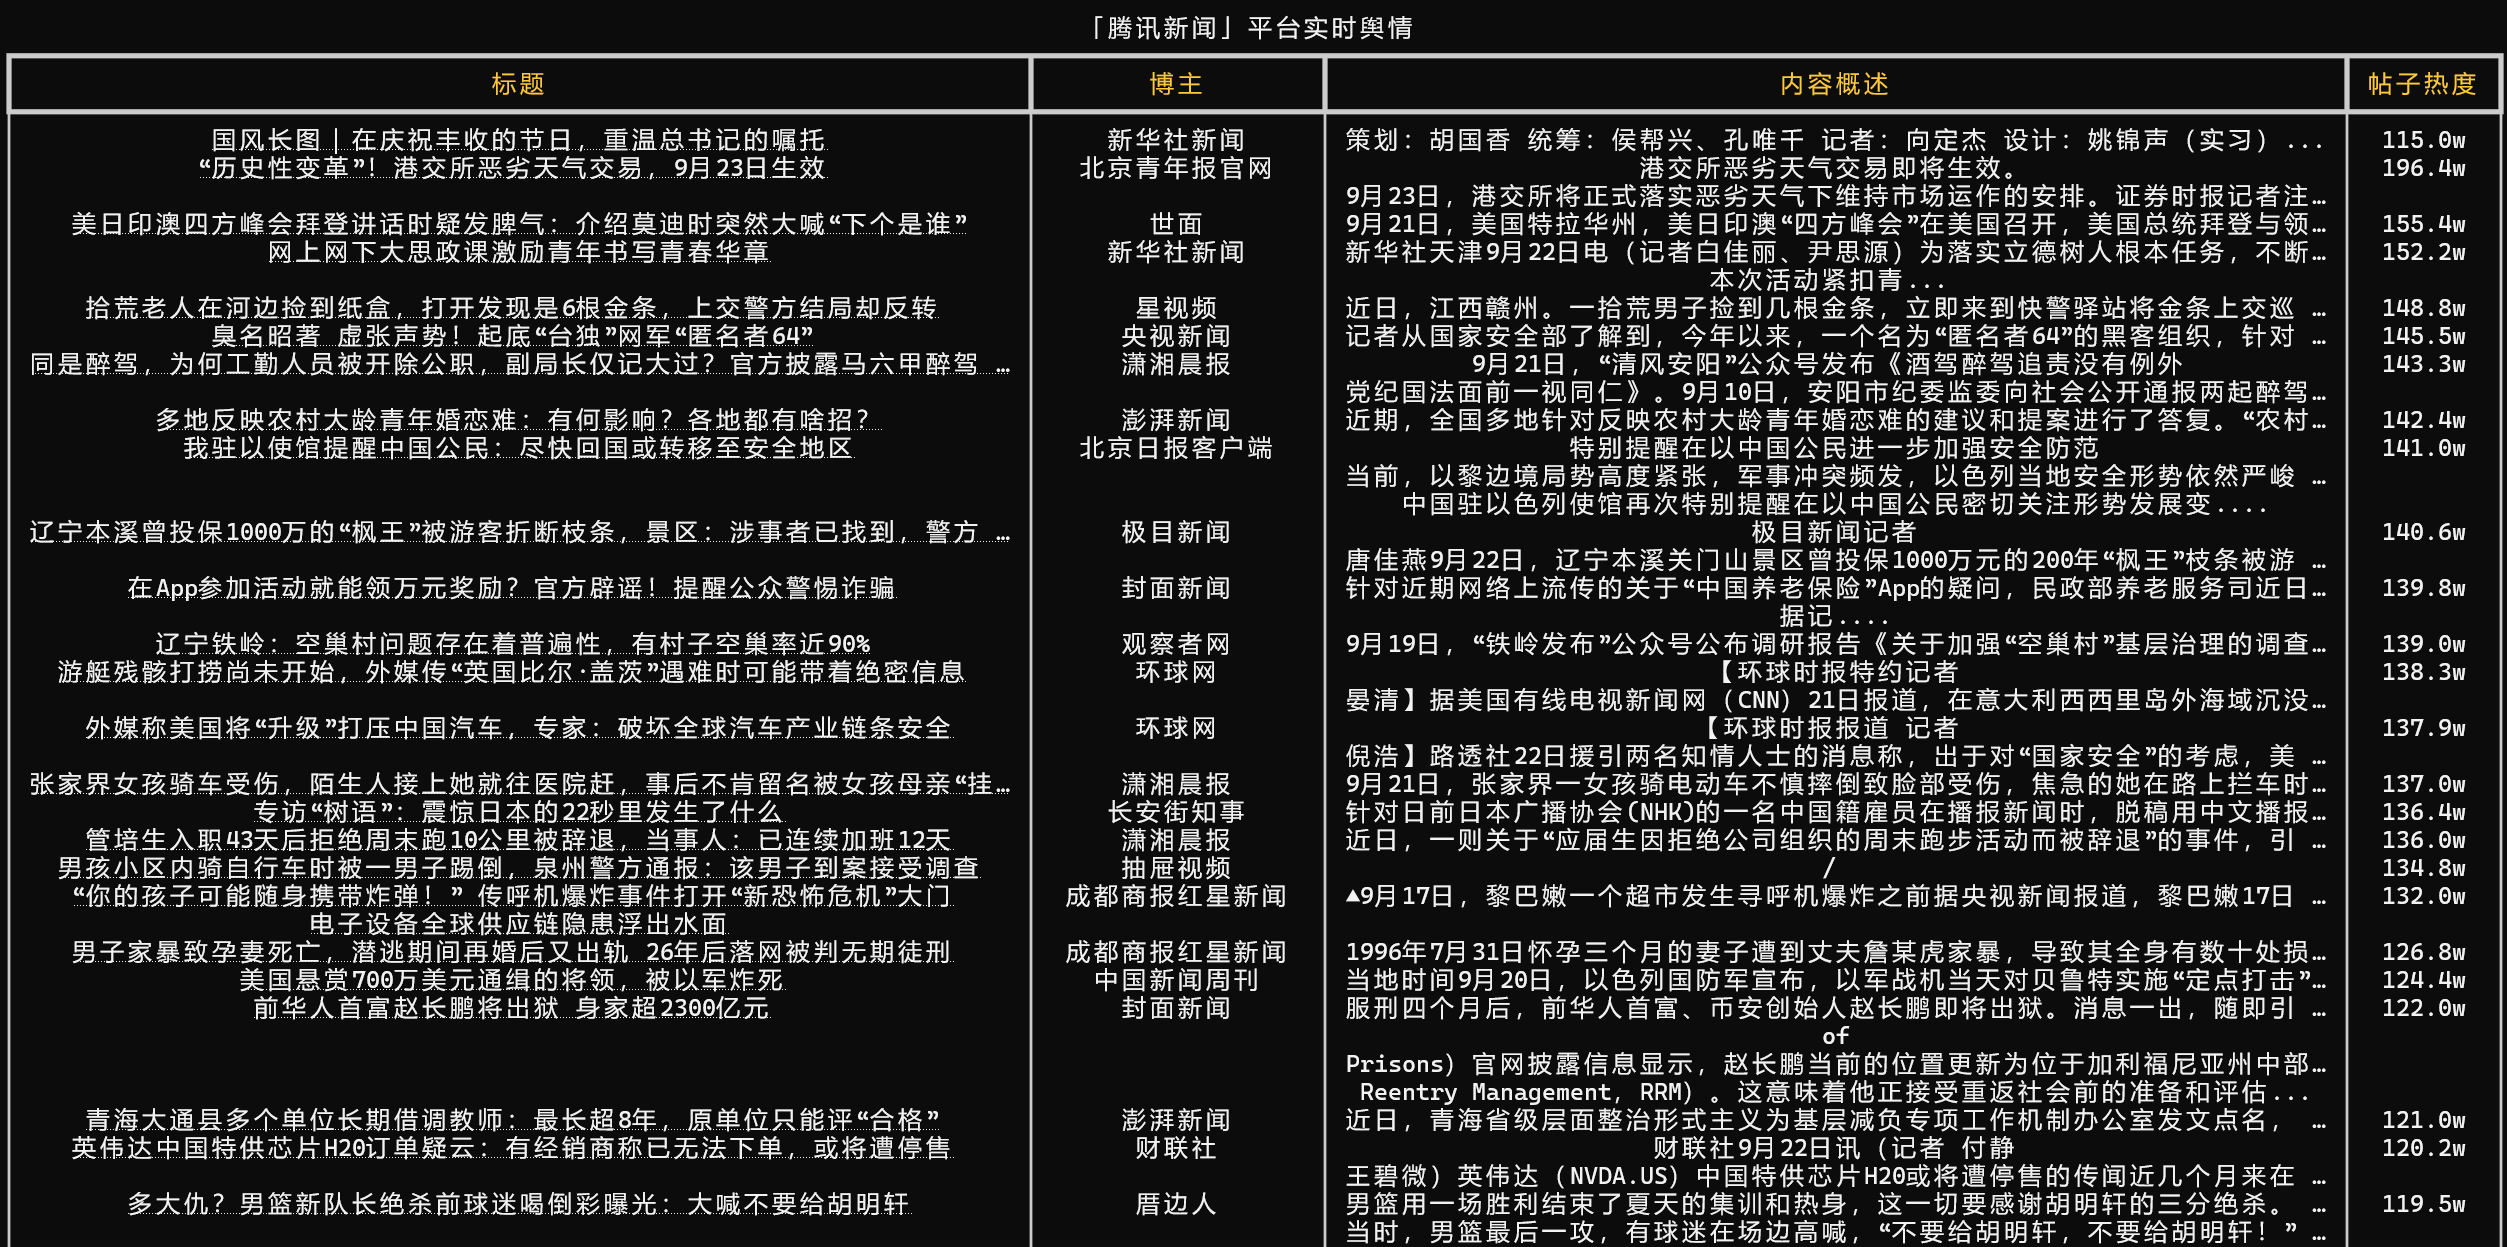 「腾讯新闻」平台实时舆情
标题 博主 内容概述 帖子热度
国风长图｜在庆祝丰收的节日，重温总书记的嘱托 新华社新闻 策划：胡国香 统筹：侯帮兴、孔唯千 记者：向定杰 设计：姚锦声（实习）... 115.0w
“历史性变革”！港交所恶劣天气交易，9月23日生效 北京青年报官网 港交所恶劣天气交易即将生效。 196.4w
9月23日，港交所将正式落实恶劣天气下维持市场运作的安排。证券时报记者注…
美日印澳四方峰会拜登讲话时疑发脾气：介绍莫迪时突然大喊“下个是谁” 世面 9月21日，美国特拉华州，美日印澳“四方峰会”在美国召开，美国总统拜登与领… 155.4w
网上网下大思政课激励青年书写青春华章 新华社新闻 新华社天津9月22日电（记者白佳丽、尹思源）为落实立德树人根本任务，不断… 152.2w
本次活动紧扣青...
拾荒老人在河边捡到纸盒，打开发现是6根金条，上交警方结局却反转 星视频 近日，江西赣州。一拾荒男子捡到几根金条，立即来到快警驿站将金条上交巡 … 148.8w
臭名昭著 虚张声势！起底“台独”网军“匿名者64” 央视新闻 记者从国家安全部了解到，今年以来，一个名为“匿名者64”的黑客组织，针对 … 145.5w
同是醉驾，为何工勤人员被开除公职，副局长仅记大过？官方披露马六甲醉驾 … 潇湘晨报 9月21日，“清风安阳”公众号发布《酒驾醉驾追责没有例外 143.3w
党纪国法面前一视同仁》。9月10日，安阳市纪委监委向社会公开通报两起醉驾…
多地反映农村大龄青年婚恋难：有何影响？各地都有啥招？ 澎湃新闻 近期，全国多地针对反映农村大龄青年婚恋难的建议和提案进行了答复。“农村… 142.4w
我驻以使馆提醒中国公民：尽快回国或转移至安全地区 北京日报客户端 特别提醒在以中国公民进一步加强安全防范 141.0w
当前，以黎边境局势高度紧张，军事冲突频发，以色列当地安全形势依然严峻 …
中国驻以色列使馆再次特别提醒在以中国公民密切关注形势发展变....
辽宁本溪曾投保1000万的“枫王”被游客折断枝条，景区：涉事者已找到，警方 … 极目新闻 极目新闻记者 140.6w
唐佳燕9月22日，辽宁本溪关门山景区曾投保1000万元的200年“枫王”枝条被游 …
在App参加活动就能领万元奖励？官方辟谣！提醒公众警惕诈骗 封面新闻 针对近期网络上流传的关于“中国养老保险”App的疑问，民政部养老服务司近日… 139.8w
据记....
辽宁铁岭：空巢村问题存在着普遍性，有村子空巢率近90% 观察者网 9月19日，“铁岭发布”公众号公布调研报告《关于加强“空巢村”基层治理的调查… 139.0w
游艇残骸打捞尚未开始，外媒传“英国比尔·盖茨”遇难时可能带着绝密信息 环球网 【环球时报特约记者 138.3w
晏清】据美国有线电视新闻网（CNN）21日报道，在意大利西西里岛外海域沉没…
外媒称美国将“升级”打压中国汽车，专家：破坏全球汽车产业链条安全 环球网 【环球时报报道 记者 137.9w
倪浩】路透社22日援引两名知情人士的消息称，出于对“国家安全”的考虑，美 …
张家界女孩骑车受伤，陌生人接上她就往医院赶，事后不肯留名被女孩母亲“挂… 潇湘晨报 9月21日，张家界一女孩骑电动车不慎摔倒致脸部受伤，焦急的她在路上拦车时… 137.0w
专访“树语”：震惊日本的22秒里发生了什么 长安街知事 针对日前日本广播协会(NHK)的一名中国籍雇员在播报新闻时，脱稿用中文播报… 136.4w
管培生入职43天后拒绝周末跑10公里被辞退，当事人：已连续加班12天 潇湘晨报 近日，一则关于“应届生因拒绝公司组织的周末跑步活动而被辞退”的事件，引 … 136.0w
男孩小区内骑自行车时被一男子踢倒，泉州警方通报：该男子到案接受调查 抽屉视频 / 134.8w
“你的孩子可能随身携带炸弹！” 传呼机爆炸事件打开“新恐怖危机”大门 成都商报红星新闻 ▲9月17日，黎巴嫩一个超市发生寻呼机爆炸之前据央视新闻报道，黎巴嫩17日 … 132.0w
电子设备全球供应链隐患浮出水面
男子家暴致孕妻死亡，潜逃期间再婚后又出轨 26年后落网被判无期徒刑 成都商报红星新闻 1996年7月31日怀孕三个月的妻子遭到丈夫詹某虎家暴，导致其全身有数十处损… 126.8w
美国悬赏700万美元通缉的将领，被以军炸死 中国新闻周刊 当地时间9月20日，以色列国防军宣布，以军战机当天对贝鲁特实施“定点打击”… 124.4w
前华人首富赵长鹏将出狱 身家超2300亿元 封面新闻 服刑四个月后，前华人首富、币安创始人赵长鹏即将出狱。消息一出，随即引 … 122.0w
of
Prisons）官网披露信息显示，赵长鹏当前的位置更新为位于加利福尼亚州中部…
Reentry Management，RRM）。这意味着他正接受重返社会前的准备和评估...
青海大通县多个单位长期借调教师：最长超8年，原单位只能评“合格” 澎湃新闻 近日，青海省级层面整治形式主义为基层减负专项工作机制办公室发文点名， … 121.0w
英伟达中国特供芯片H20订单疑云：有经销商称已无法下单，或将遭停售 财联社 财联社9月22日讯（记者 付静 120.2w
王碧微）英伟达（NVDA.US）中国特供芯片H20或将遭停售的传闻近几个月来在 …
多大仇？男篮新队长绝杀前球迷喝倒彩曝光：大喊不要给胡明轩 厝边人 男篮用一场胜利结束了夏天的集训和热身，这一切要感谢胡明轩的三分绝杀。 … 119.5w
当时，男篮最后一攻，有球迷在场边高喊，“不要给胡明轩，不要给胡明轩！” …